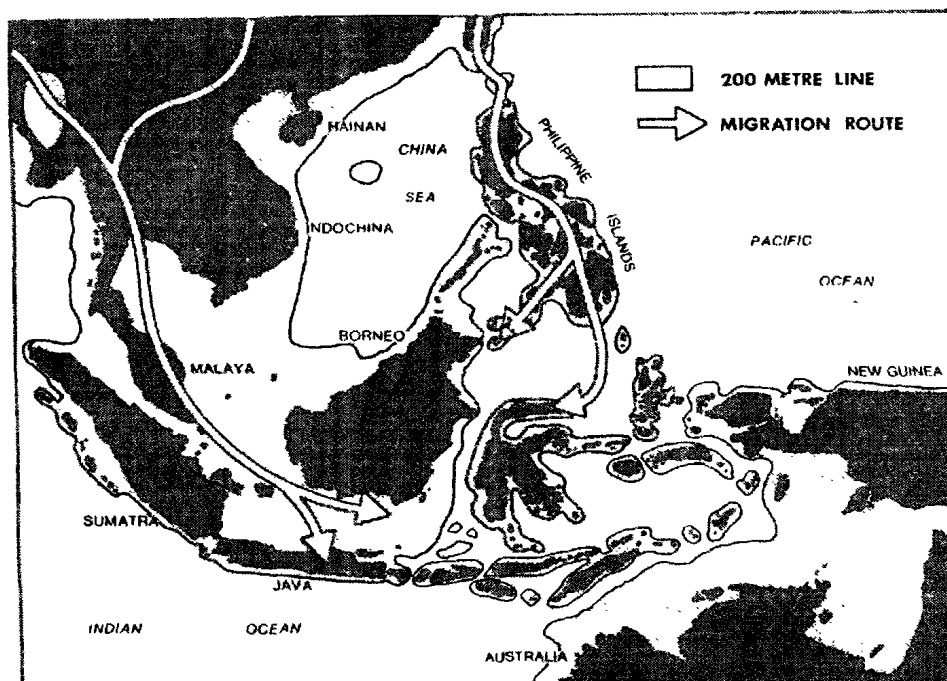 200 METRE LINE
MIGRATION ROUTE
HAINAN
CHINA
SEA
PHILIPPINE
ISLANDS
INDOCHINA
PACIFIC
OCEAN
BORNEO
MALAYA
NEW GUINEA
SUMATRA
JAVA
INDIAN OCEAN
AUSTRALIA